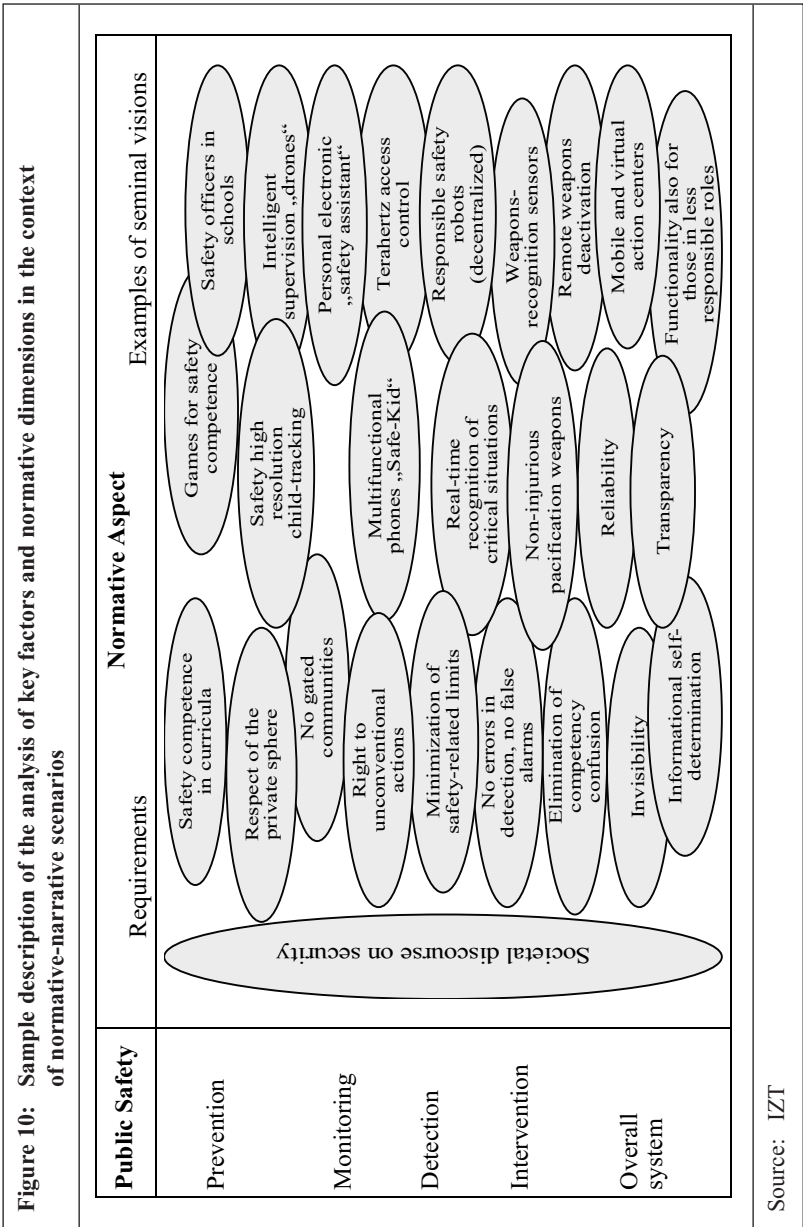 Figure 10: Sample description of the analysis of key factors and normative dimensions in the context
of normative-narrative scenarios
Public Safety
Normative Aspect
Requirements
Examples of seminal visions
Prevention
Monitoring
Detection
Intervention
Overall
system
Societal discourse on security
Safety competence
in curricula
Respect of the
private sphere
No gated
communities
Right to
unconventional
actions
Minimization of
safety-related limits
No errors in
detection, no false
alarms
Elimination of
competency
confusion
Invisibility
Informational self-
determination
Games for safety
competence
Safety high
resolution
child-tracking
Multifunctional
phones „Safe-Kid“
Real-time
recognition of
critical situations
Non-injurious
pacification weapons
Reliability
Transparency
Safety officers in
schools
Intelligent
supervision „drones“
Personal electronic
„safety assistant“
Terahertz access
control
Responsible safety
robots
(decentralized)
Weapons-
recognition sensors
Remote weapons
deactivation
Mobile and virtual
action centers
Functionality also for
those in less
responsible roles
Source: IZT